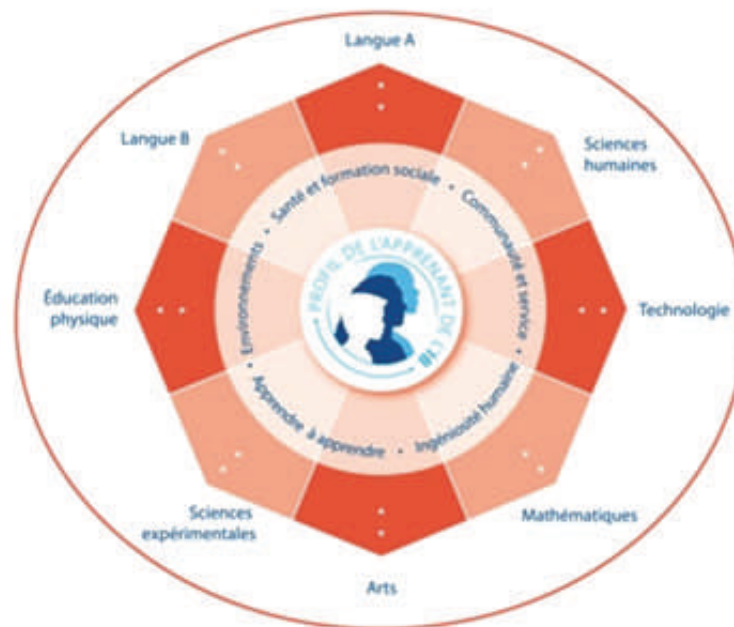 Langue A
Langue B
Sciences
humaines
Éducation
physique
Technologie
Sciences
expérimentales
Mathématiques
Arts
Santé et formation sociale • Communauté et service • Ingéniosité humaine • Apprendre à apprendre • Environnements •
PROFIL DE L'APPRENANT DE L'IB